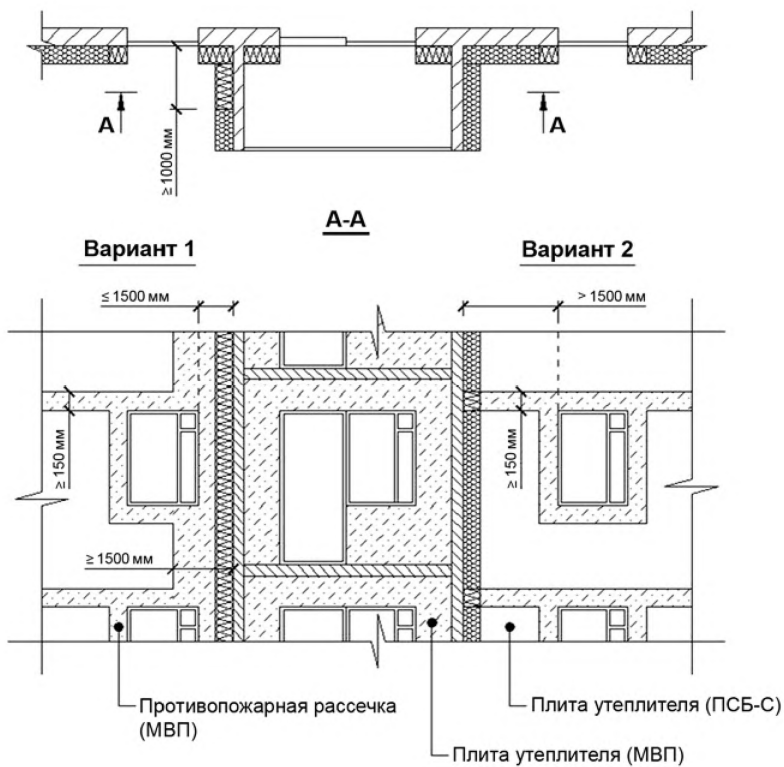 А
А
≥ 1000 мм
А-А
Вариант 1
Вариант 2
≤ 1500 мм
> 1500 мм
≥ 150 мм
≥ 150 мм
≥ 1500 мм
Противопожарная рассечка
(МВП)
Плита утеплителя (ПСБ-С)
Плита утеплителя (МВП)